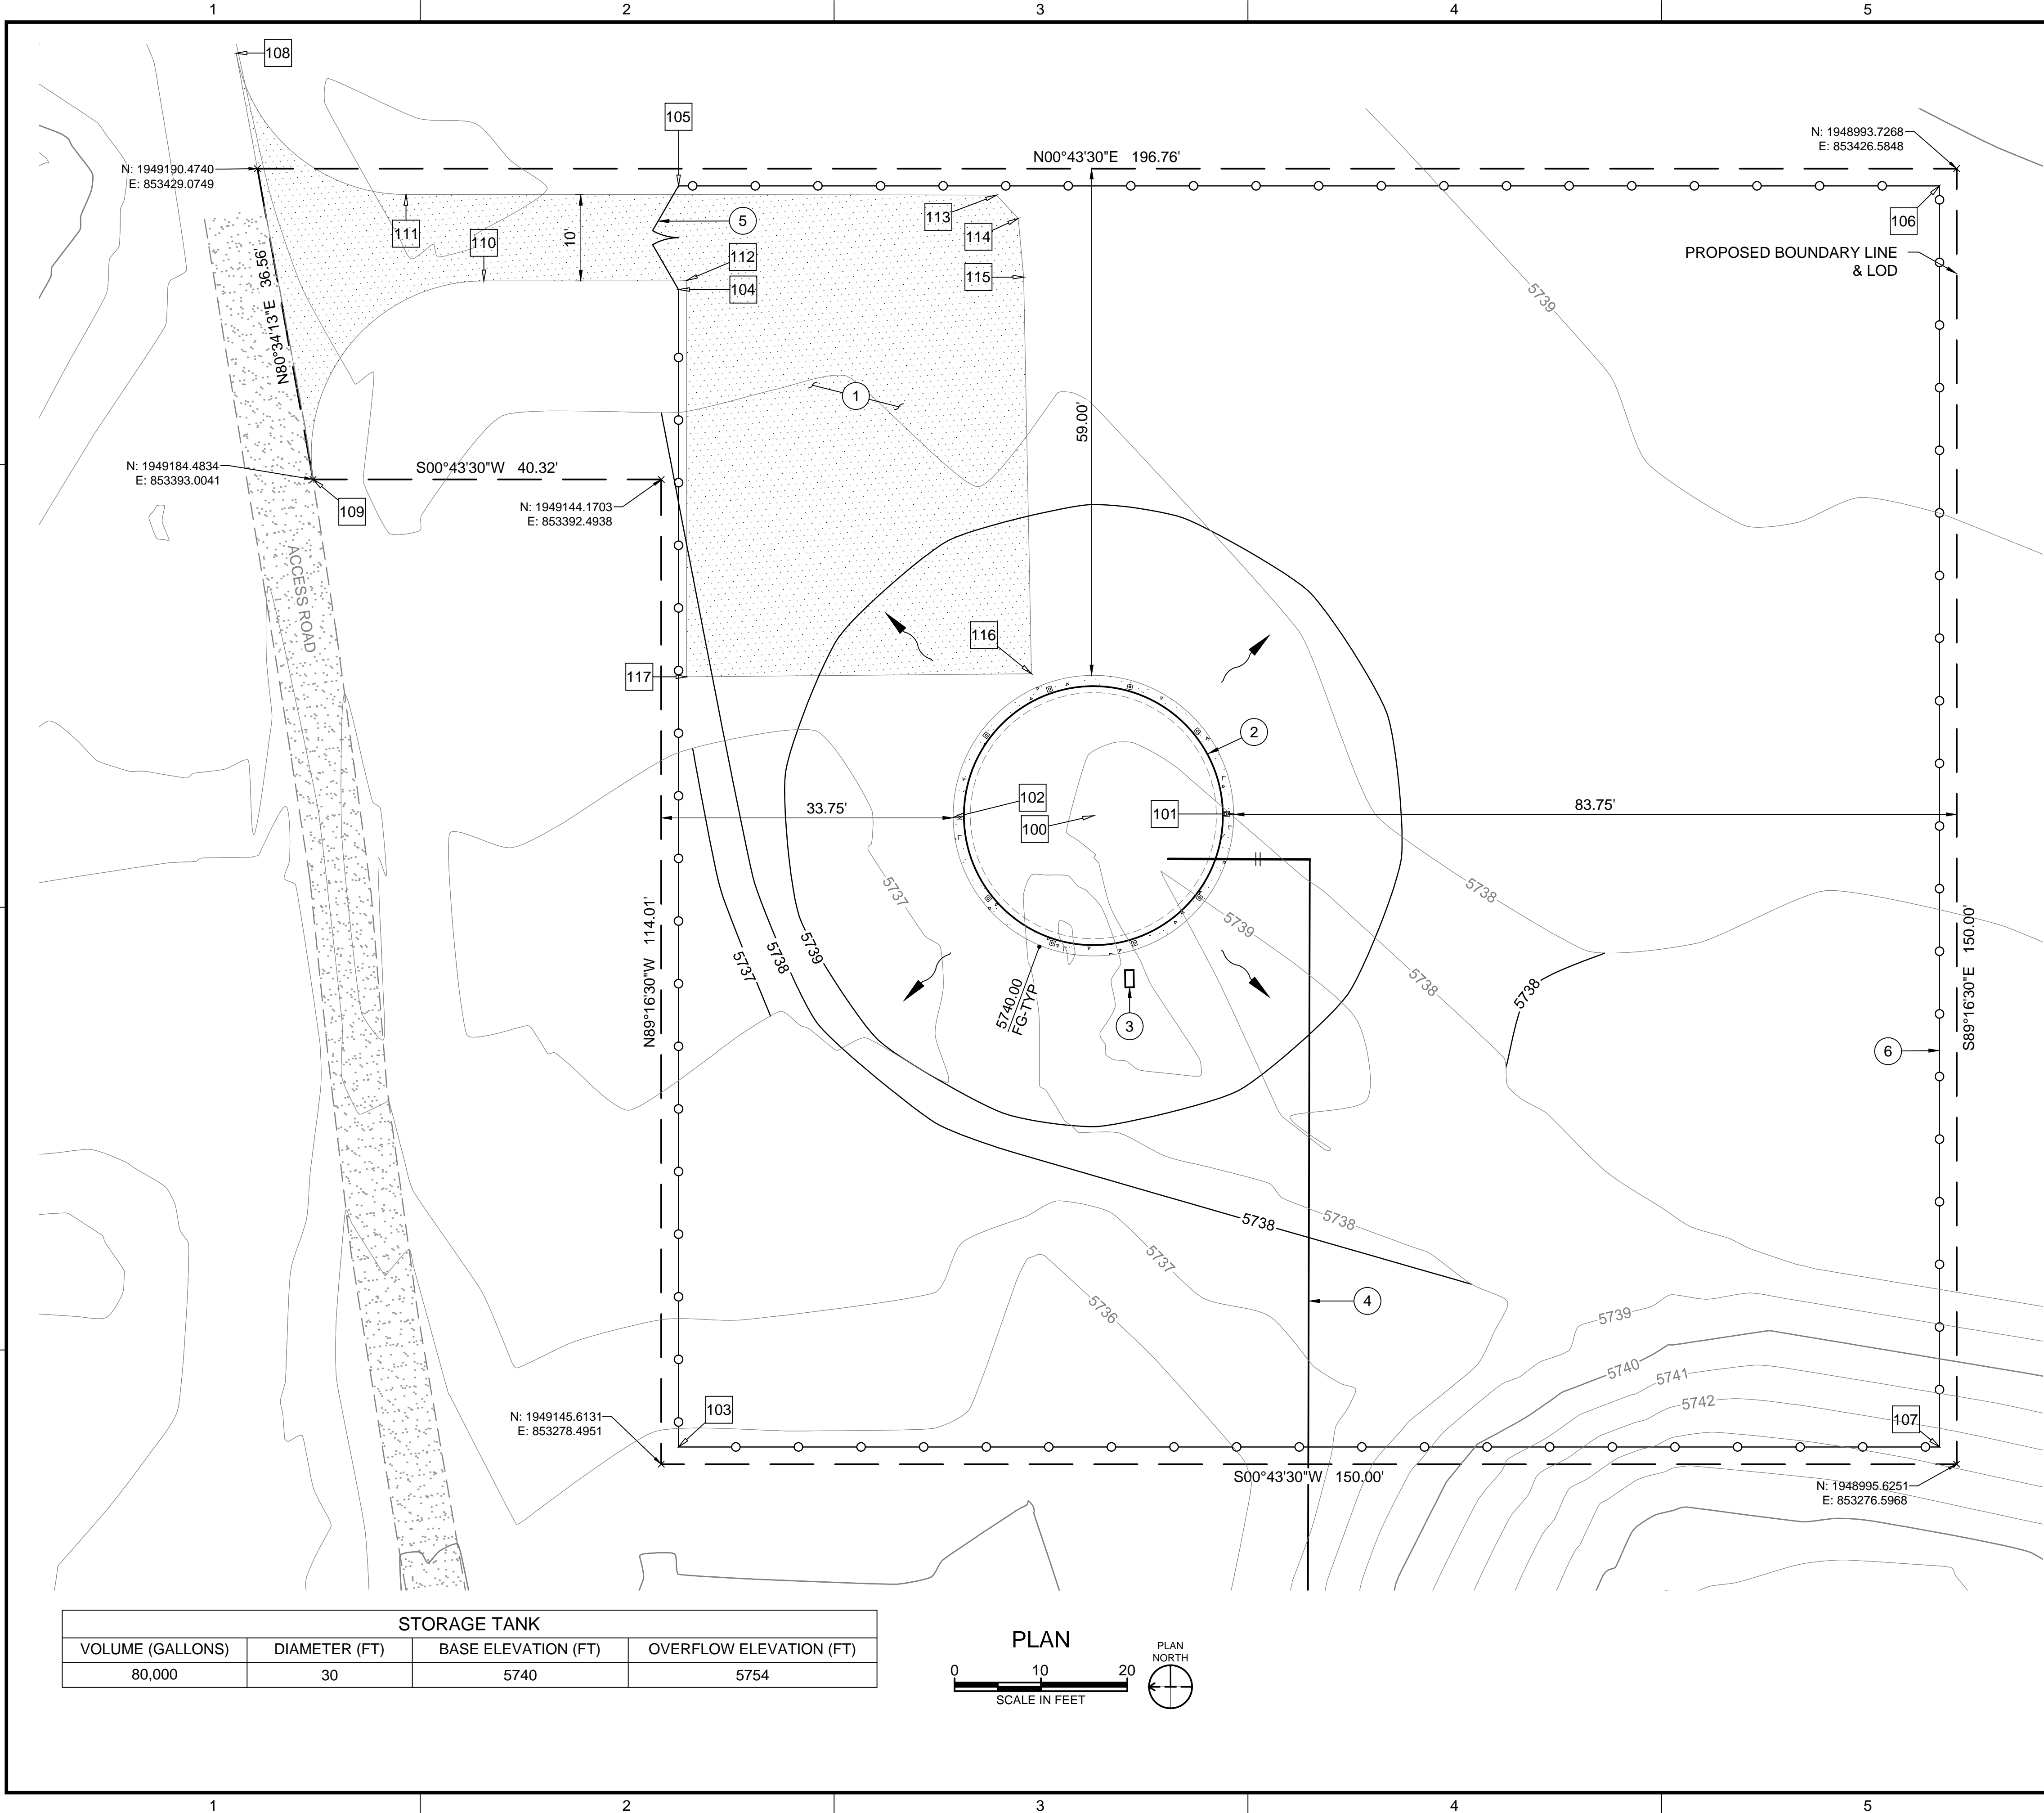 1 2 3 4 5
108
105
N: 1949190.4740
E: 853429.0749
N00°43'30"E 196.76'
N: 1948993.7268
E: 853426.5848
111
110
10'
5
113
114
115
112
104
106
PROPOSED BOUNDARY LINE
& LOD
N80°34'13"E 36.56'
5739
1
59.00'
N: 1949184.4834
E: 853393.0041
S00°43'30"W 40.32'
109
N: 1949144.1703
E: 853392.4938
ACCESS ROAD
116
117
2
33.75'
102
100
101
83.75'
5737
5738
N89°16'30"W 114.01'
5739
5737
5738
5739
5738
5738
5740.00
FG-TYP
3
6
S89°16'30"E 150.00'
5738
5738
5737
5736
4
5739
5740
5741
5742
N: 1949145.6131
E: 853278.4951
103
107
S00°43'30"W 150.00'
N: 1948995.6251
E: 853276.5968
STORAGE TANK
VOLUME (GALLONS) DIAMETER (FT) BASE ELEVATION (FT) OVERFLOW ELEVATION (FT)
80,000 30 5740 5754
PLAN
0 10 20
SCALE IN FEET
PLAN
NORTH
1 2 3 4 5